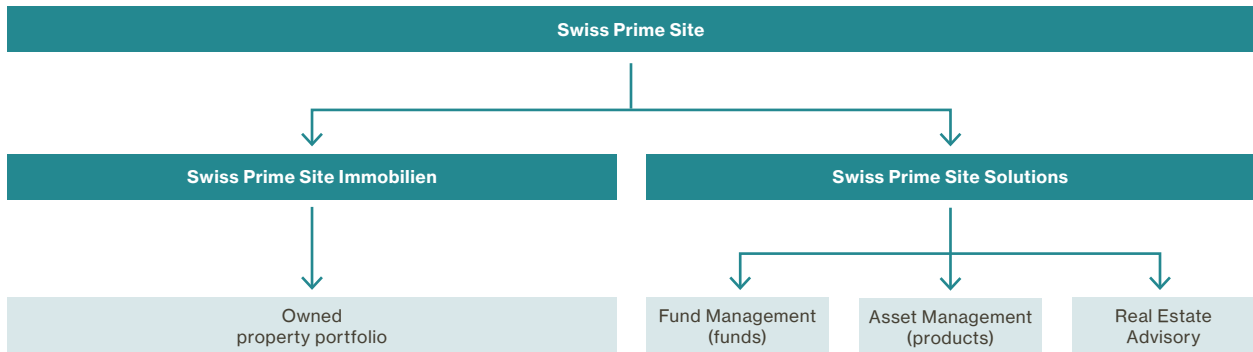 Swiss Prime Site
Swiss Prime Site Immobilien
Swiss Prime Site Solutions
Owned
property portfolio
Fund Management
(funds)
Asset Management
(products)
Real Estate
Advisory